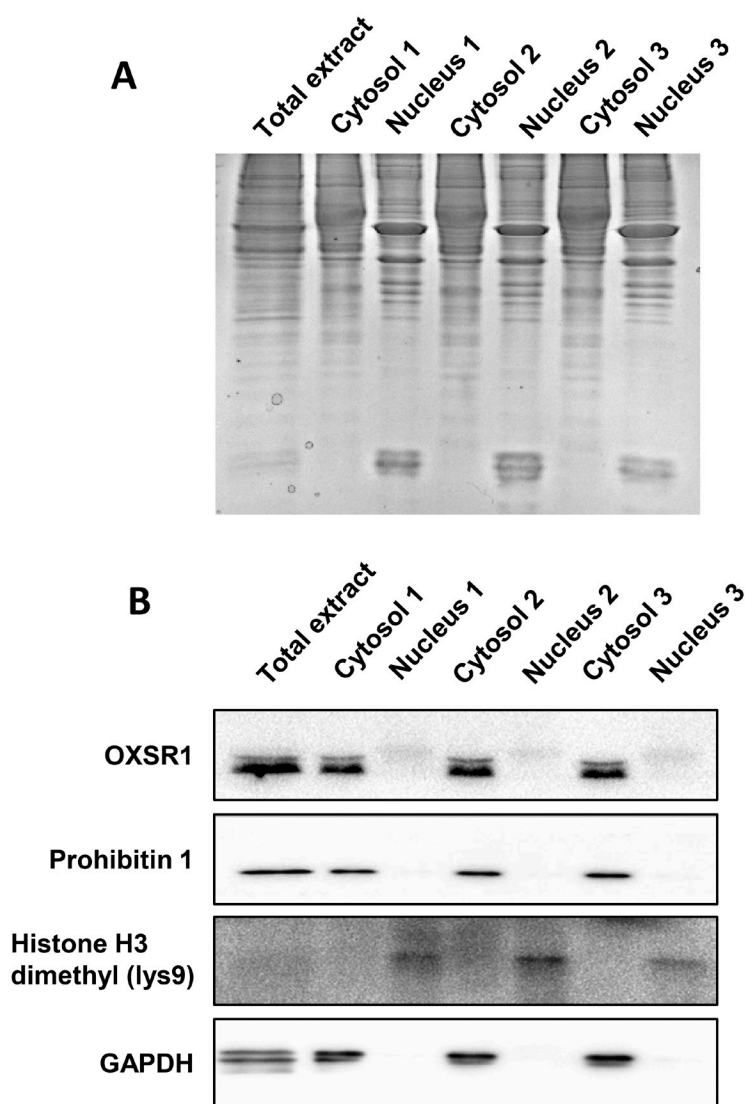 A
Total extract
Cytosol 1
Nucleus 1
Cytosol 2
Nucleus 2
Cytosol 3
Nucleus 3
B
Total extract
Cytosol 1
Nucleus 1
Cytosol 2
Nucleus 2
Cytosol 3
Nucleus 3
OXSR1
Prohibitin 1
Histone H3
dimethyl (lys9)
GAPDH